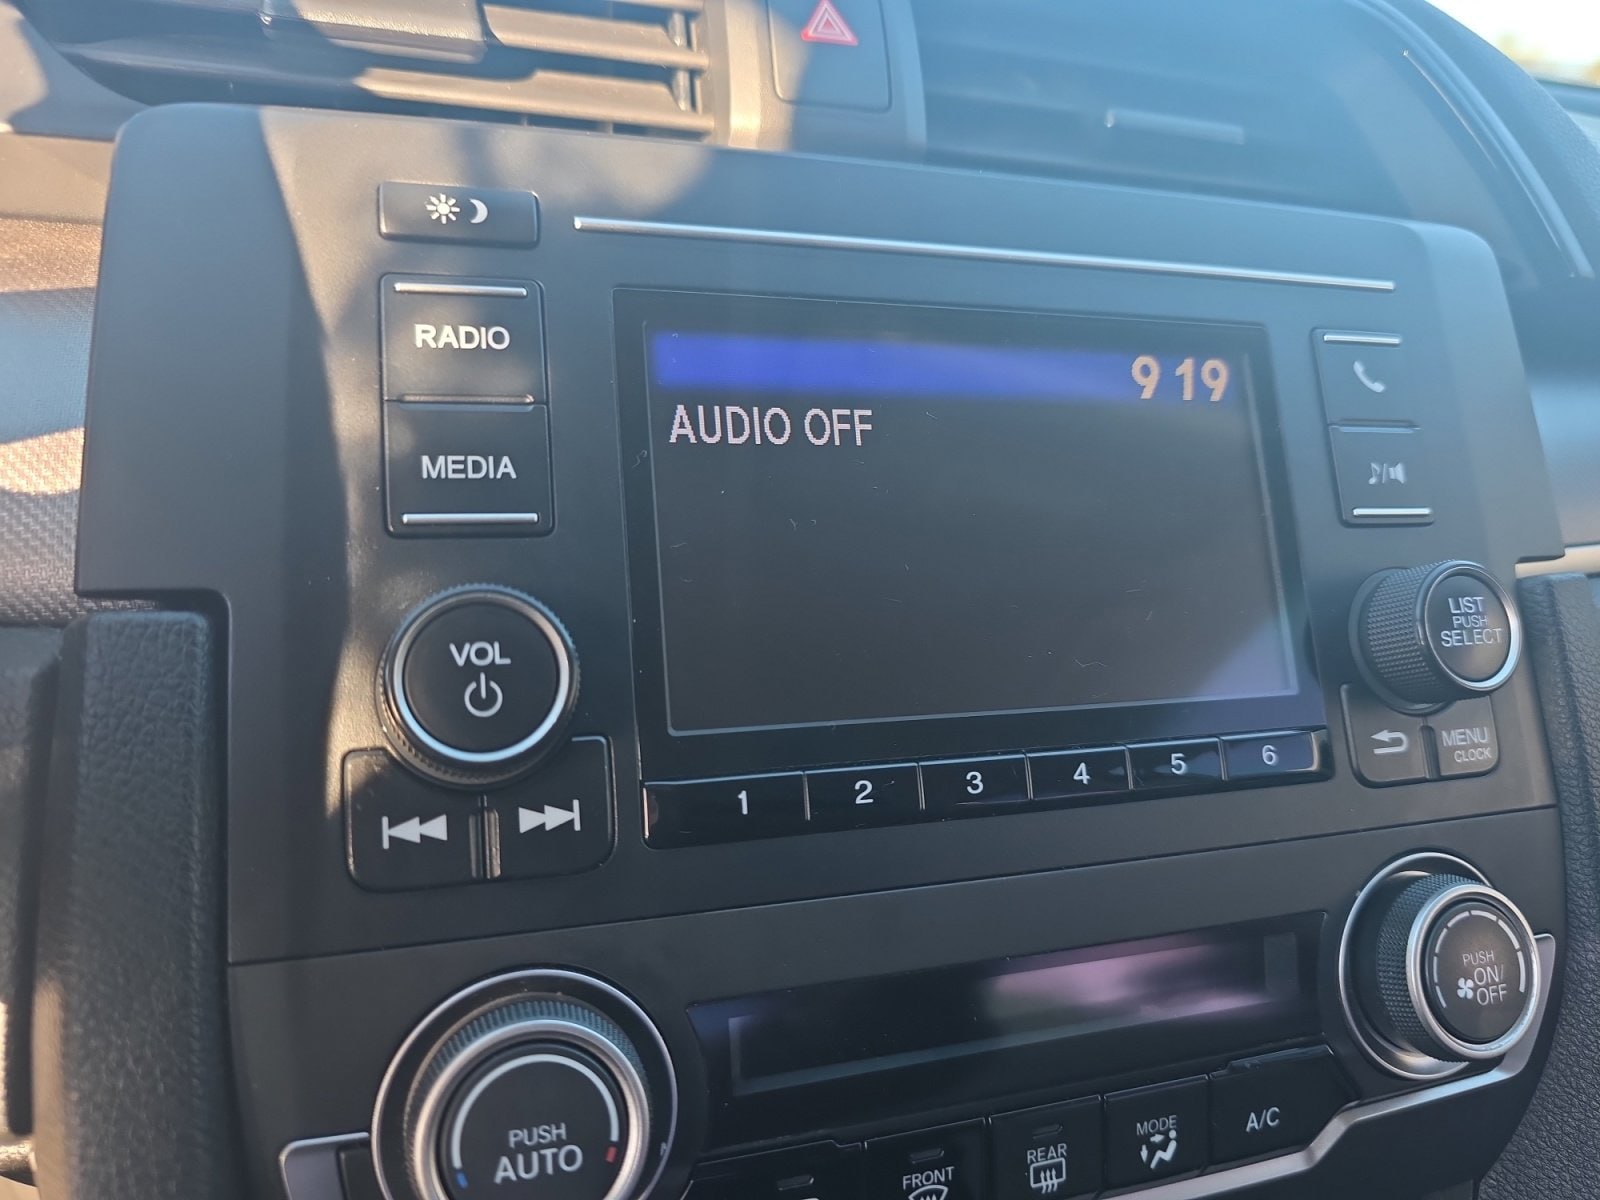 RADIO
9 19
AUDIO OFF
MEDIA
LIST
PUSH
SELECT
VOL
MENU
CLOCK
1 2 3 4 5 6
PUSH
ON/
OFF
PUSH
AUTO
FRONT
REAR
MODE
A/C